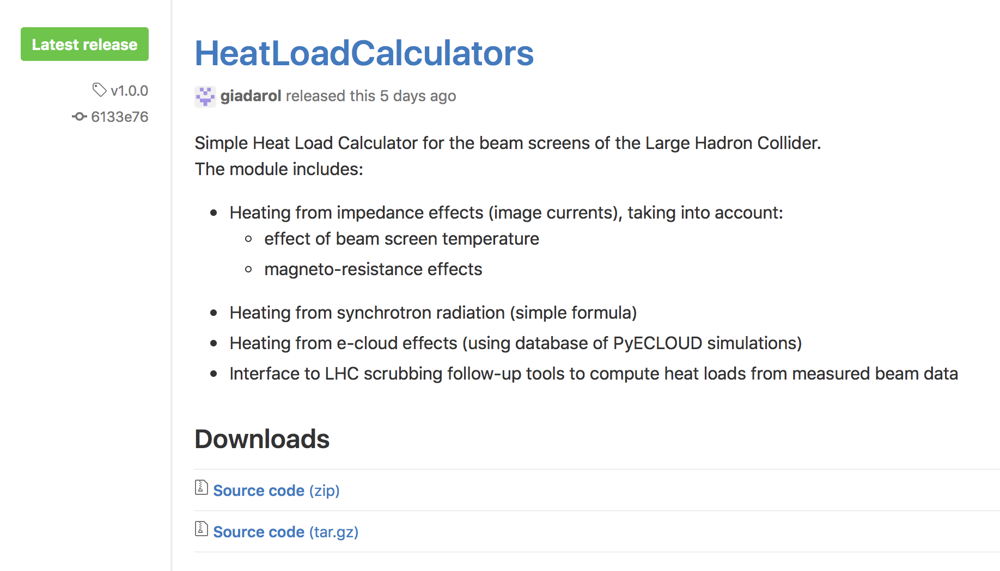 Latest release
v1.0.0
6133e76
HeatLoadCalculators
giadarol released this 5 days ago
Simple Heat Load Calculator for the beam screens of the Large Hadron Collider.
The module includes:
Heating from impedance effects (image currents), taking into account:
effect of beam screen temperature
magneto-resistance effects
Heating from synchrotron radiation (simple formula)
Heating from e-cloud effects (using database of PyECLOUD simulations)
Interface to LHC scrubbing follow-up tools to compute heat loads from measured beam data
Downloads
Source code (zip)
Source code (tar.gz)